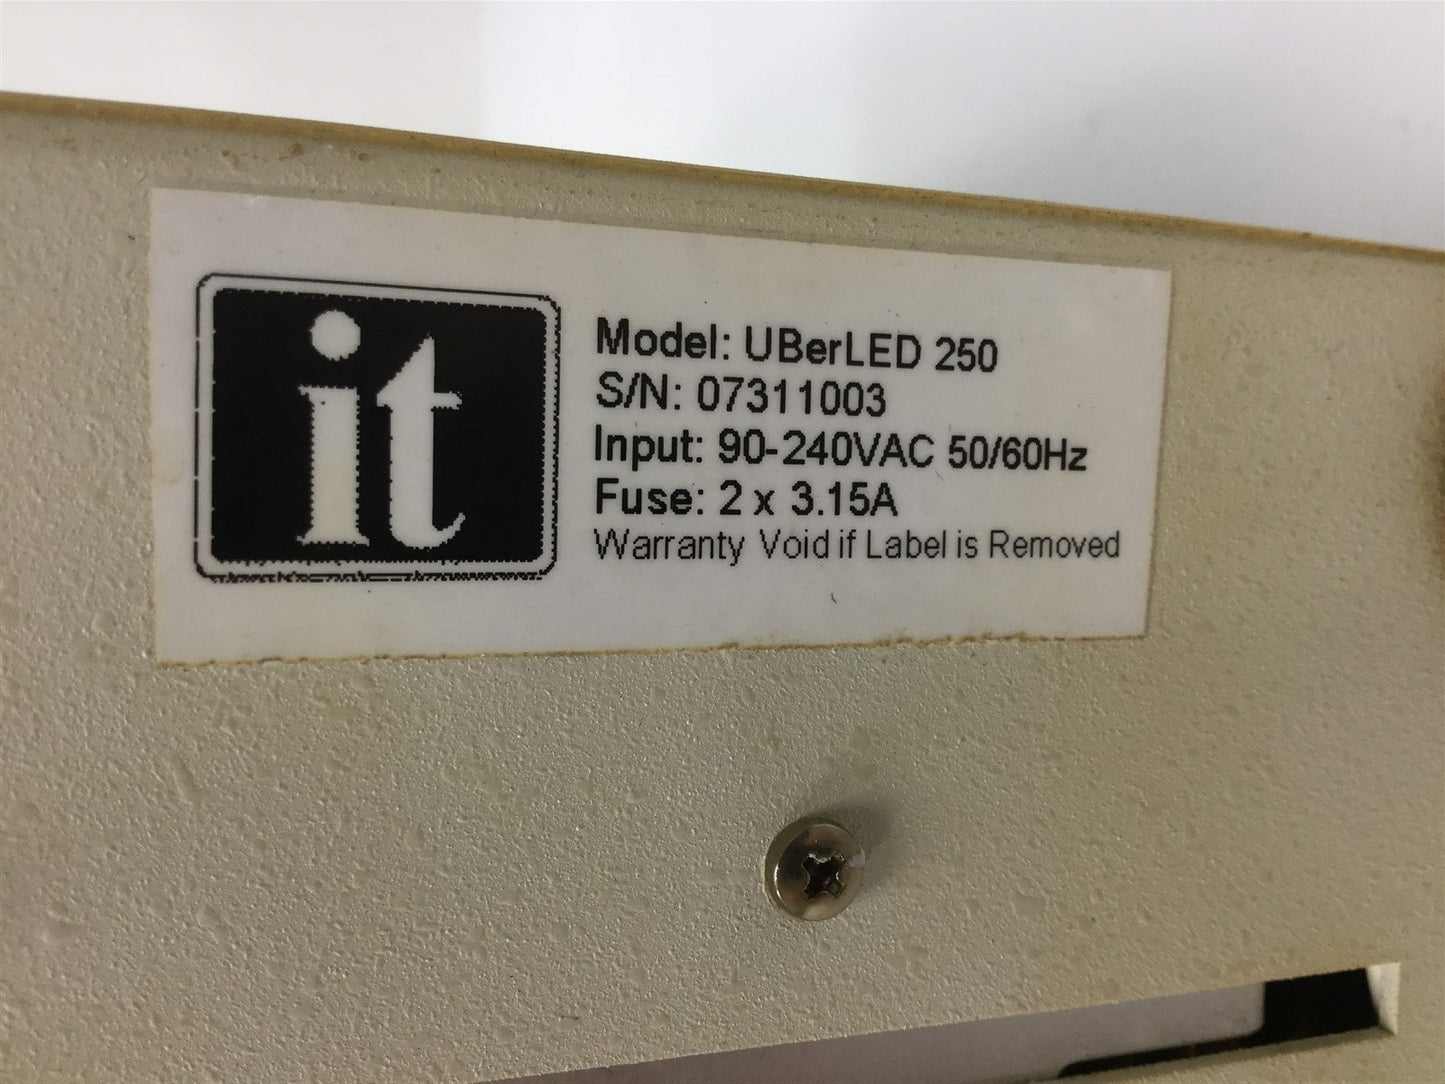 it
Model: UBerLED 250
S/N: 07311003
Input: 90-240VAC 50/60Hz
Fuse: 2 x 3.15A
Warranty Void if Label is Removed